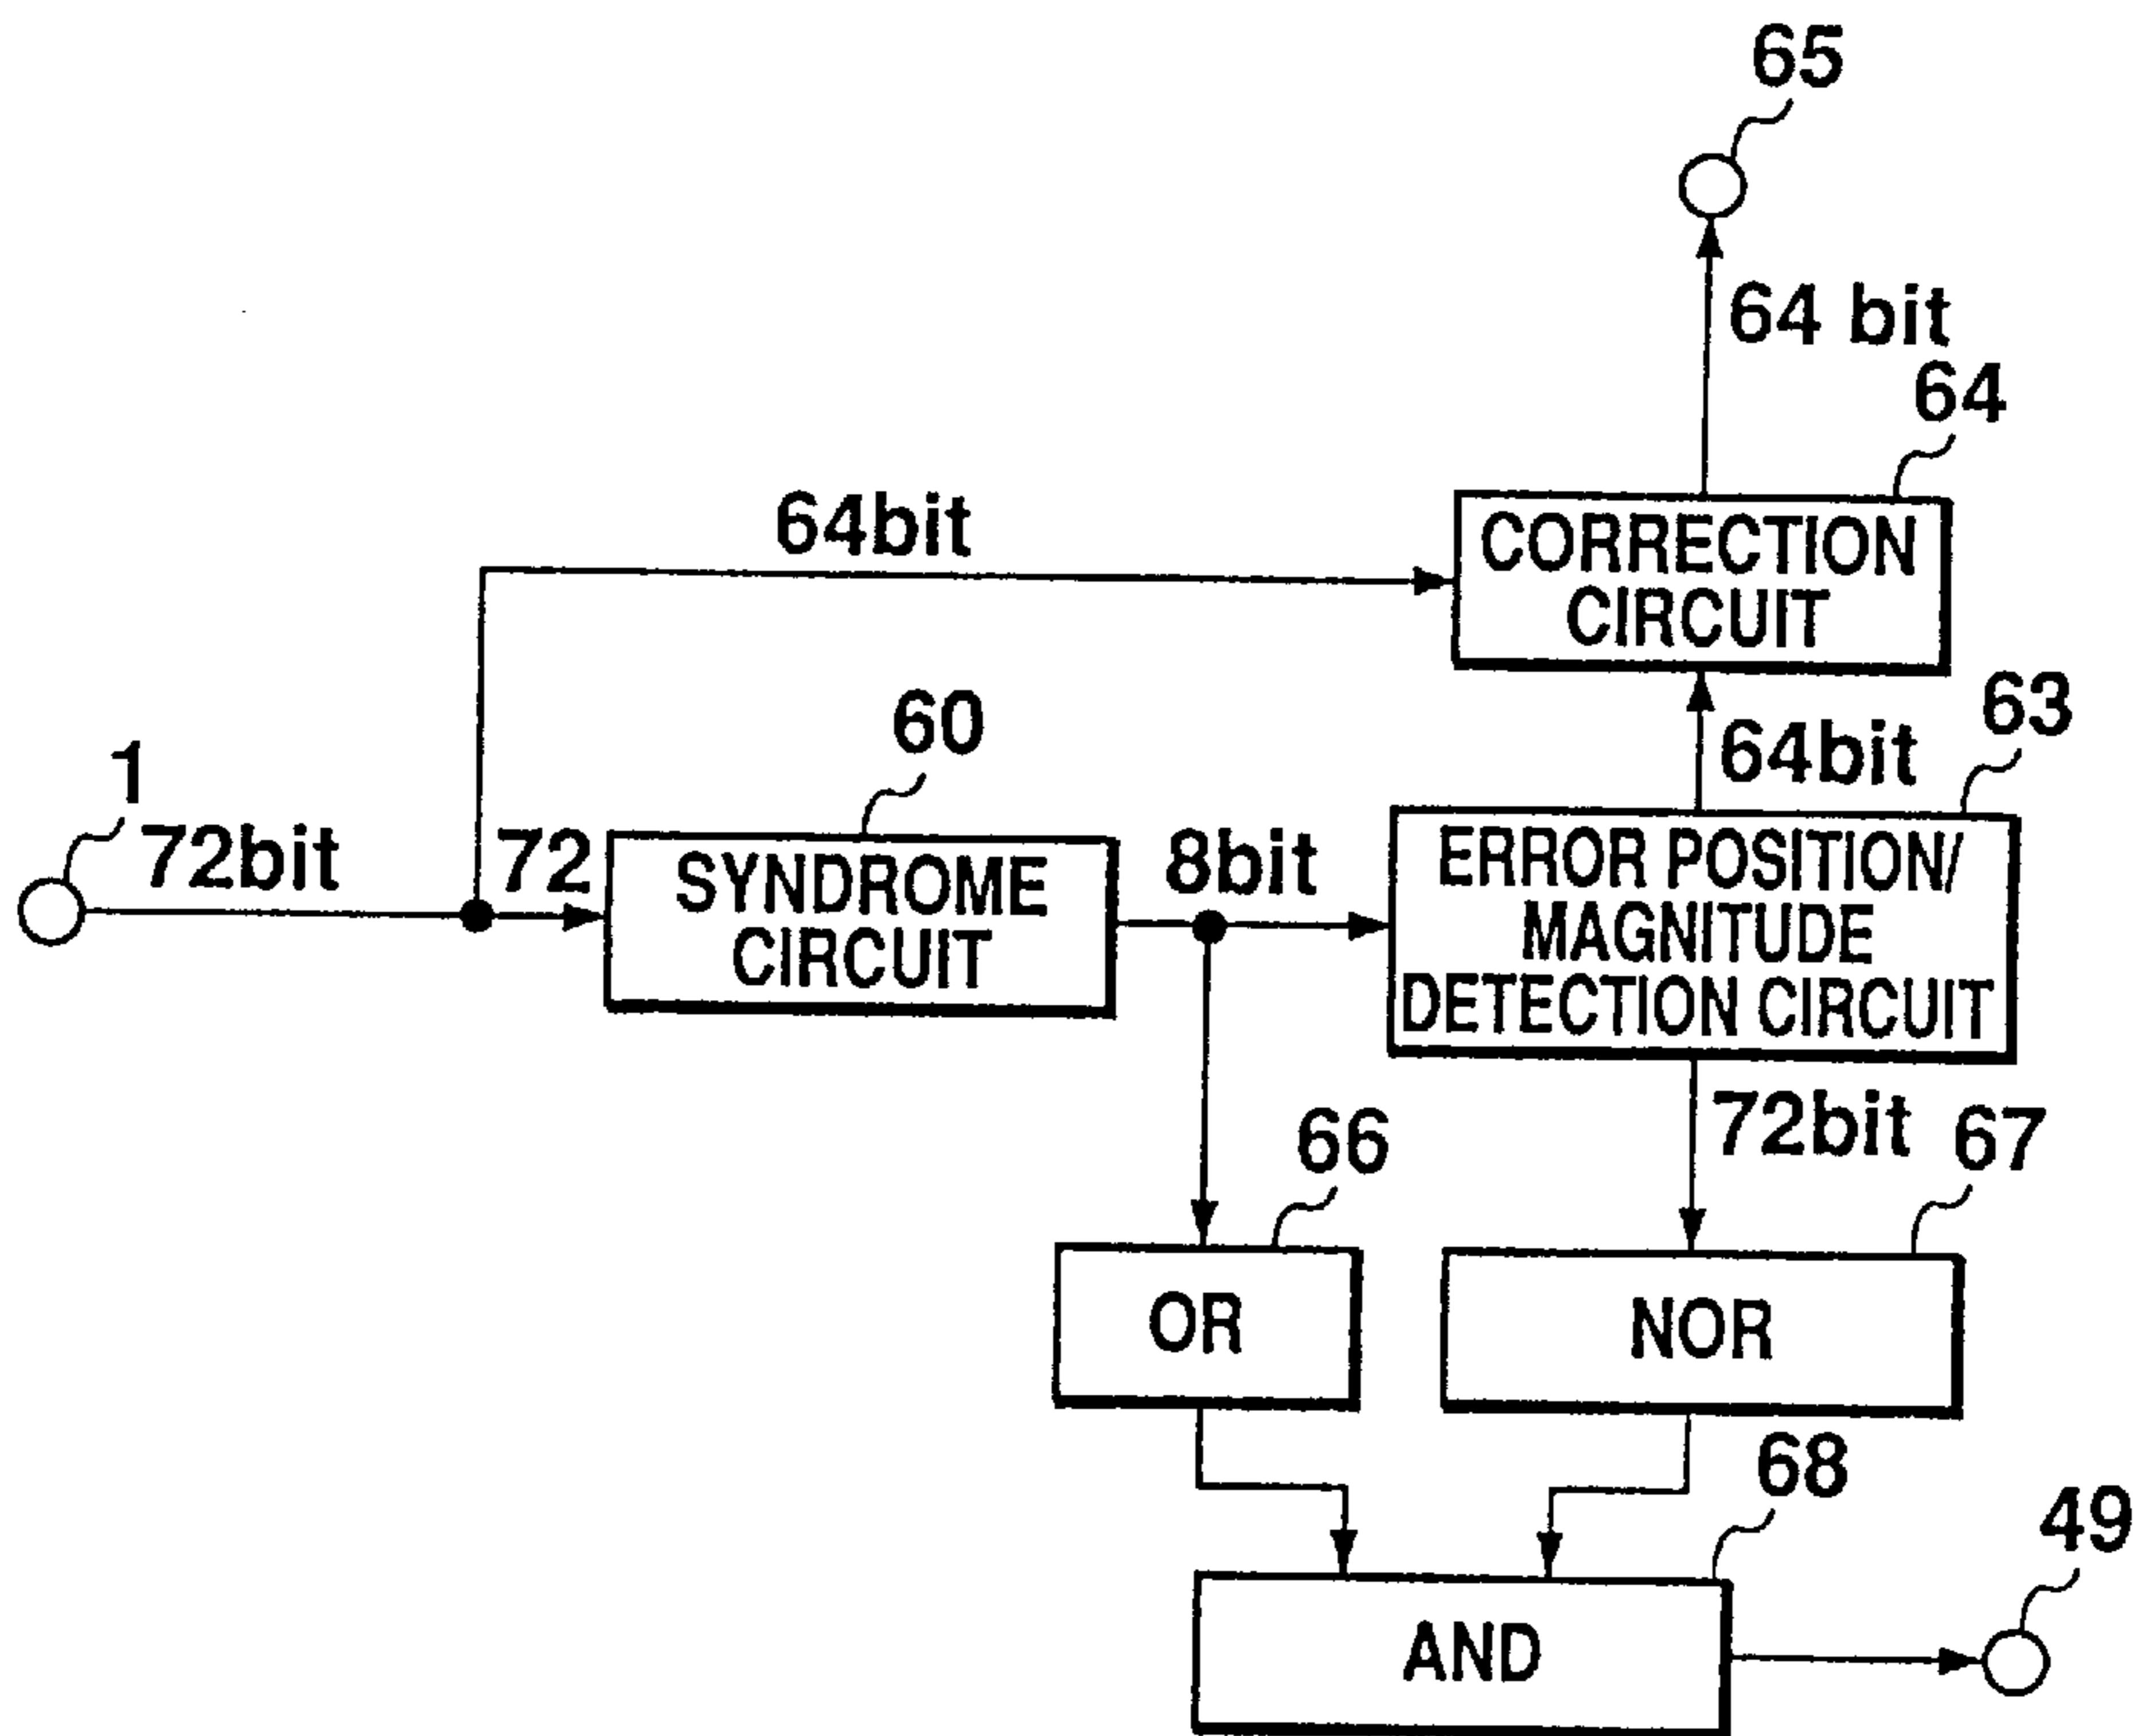 65
64 bit
64
64bit
CORRECTION
CIRCUIT
63
60
64bit
1
72bit
72
SYNDROME
CIRCUIT
8bit
ERROR POSITION/
MAGNITUDE
DETECTION CIRCUIT
66
72bit
67
OR
NOR
68
49
AND